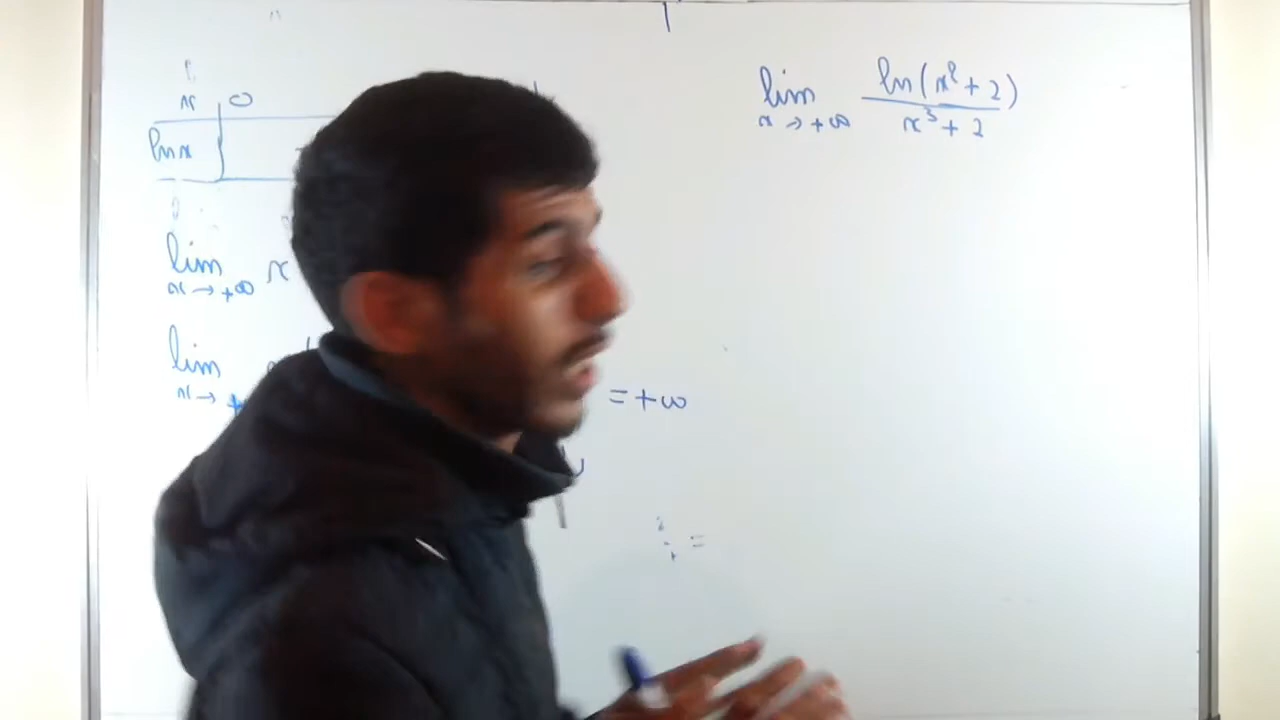 x 0
ln x
lim x
x → +∞
lim
x → +
= +∞
=
lim ln(x² + 2)
x → +∞ x³ + 2